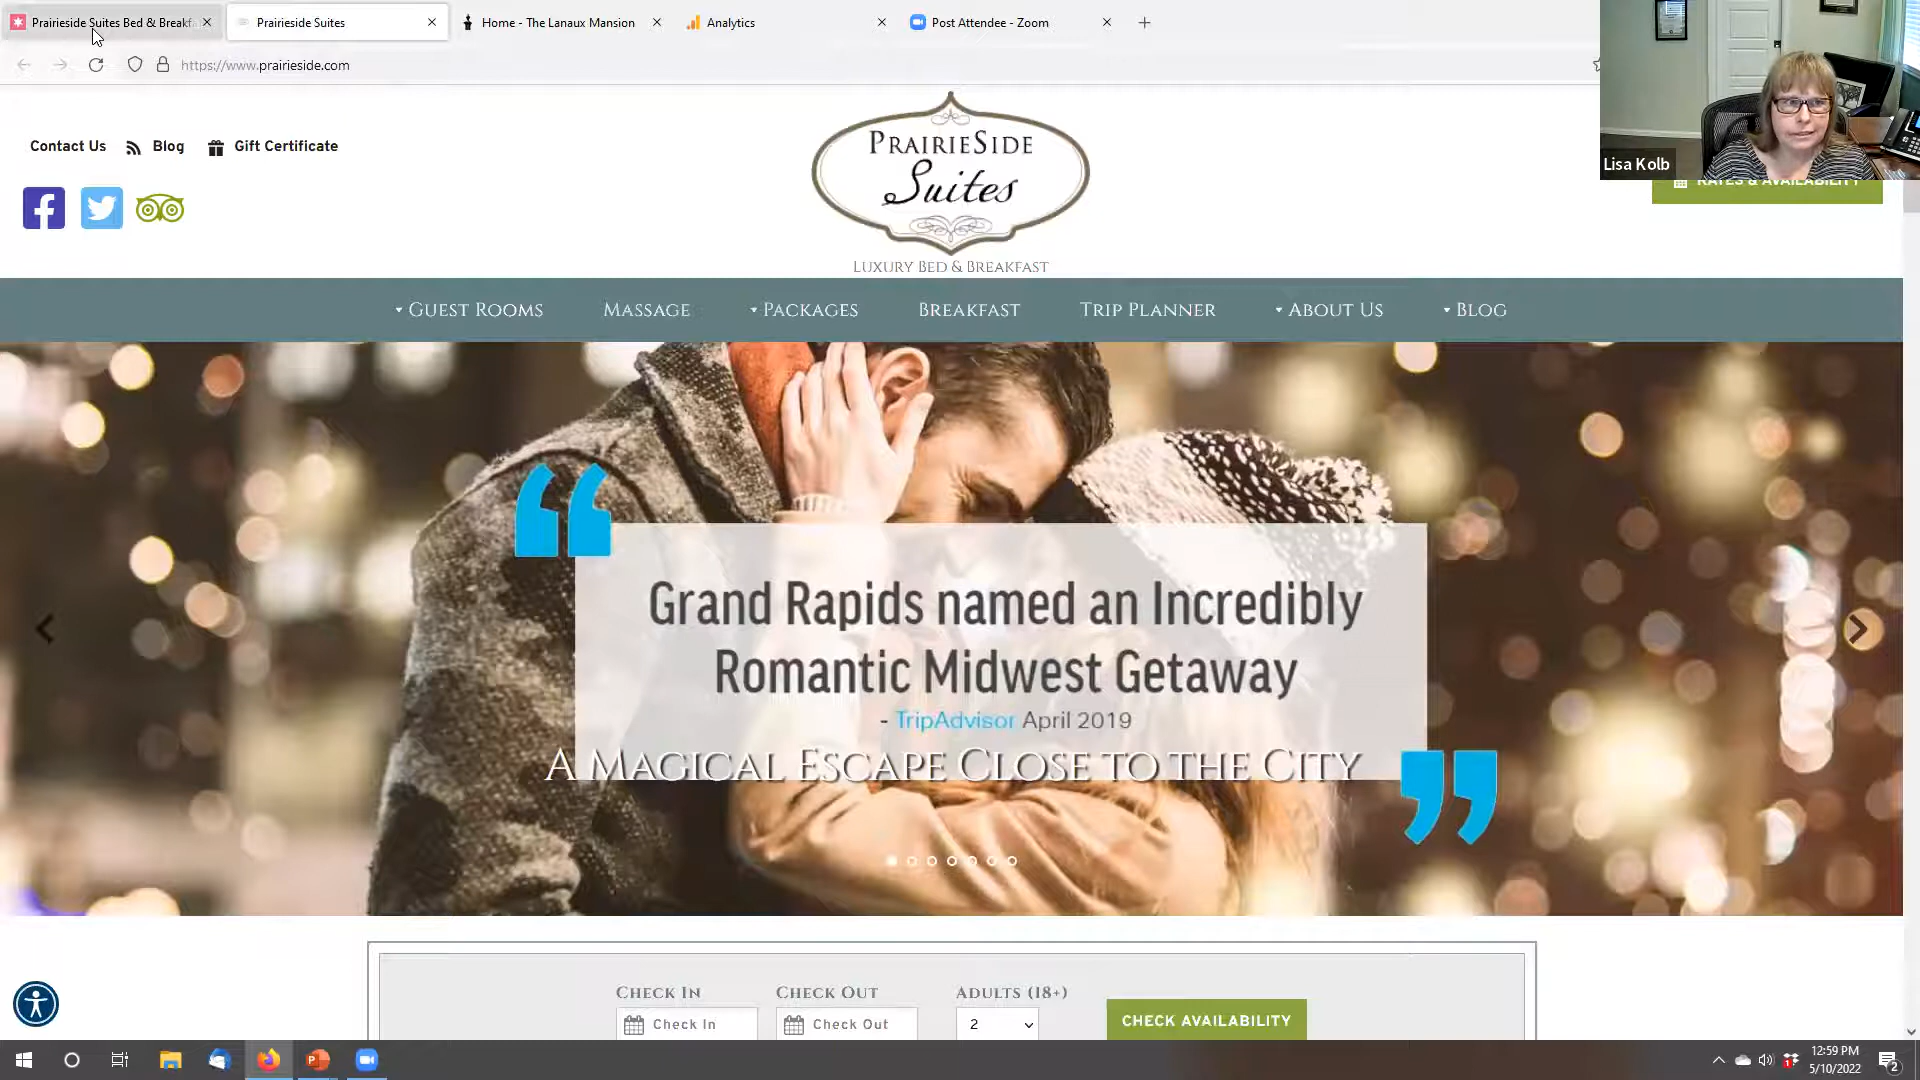 Prairieside Suites Bed & Breakf
Prairieside Suites
Home - The Lanaux Mansion
Analytics
Post Attendee - Zoom
https://www.prairieside.com
Lisa Kolb
Contact Us
Blog
Gift Certificate
PrairieSide
Suites
Luxury Bed & Breakfast
RATES & AVAILABILITY
Guest Rooms
Massage
Packages
Breakfast
Trip Planner
About Us
Blog
Grand Rapids named an Incredibly
Romantic Midwest Getaway
- TripAdvisor April 2019
A Magical Escape Close to the City
Check In
Check Out
Adults (18+)
Check In
Check Out
2
CHECK AVAILABILITY
12:59 PM
5/10/2022
2